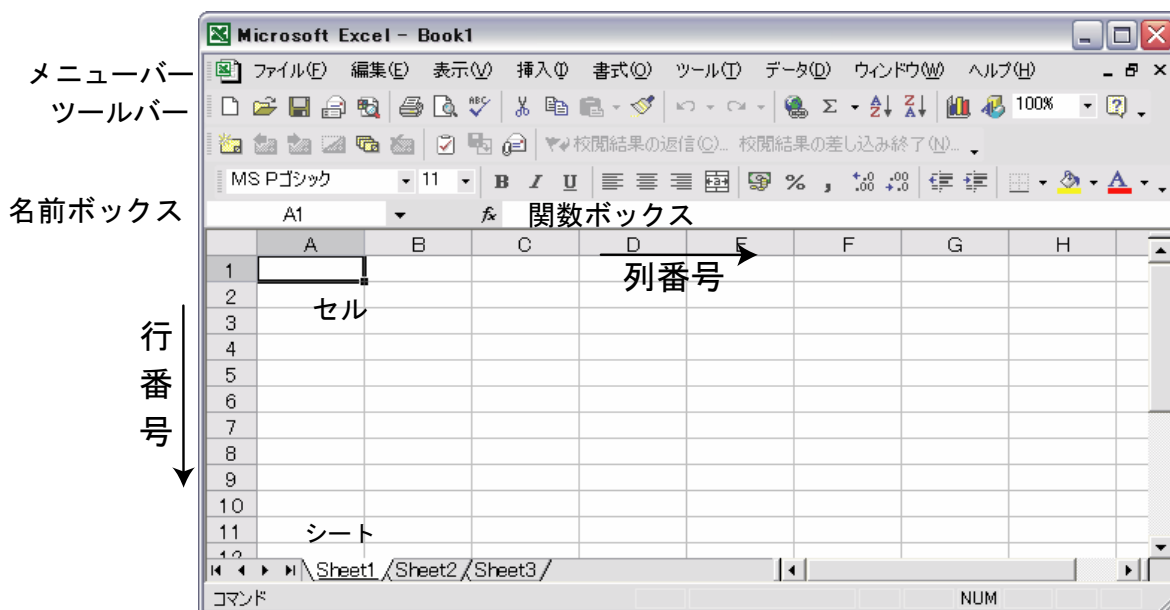 Microsoft Excel - Book1
メニューバー
ファイル(F) 編集(E) 表示(V) 挿入(I) 書式(O) ツール(T) データ(D) ウィンドウ(W) ヘルプ(H)
ツールバー
100%
校閲結果の返信(C)... 校閲結果の差し込み終了(N)...
MS Pゴシック 11 B I U
名前ボックス
A1 fx 関数ボックス
A B C D E F G H
列番号
1
2
セル
3
4
5
6
7
8
9
10
11
12
行番号
シート
Sheet1 Sheet2 Sheet3
コマンド NUM